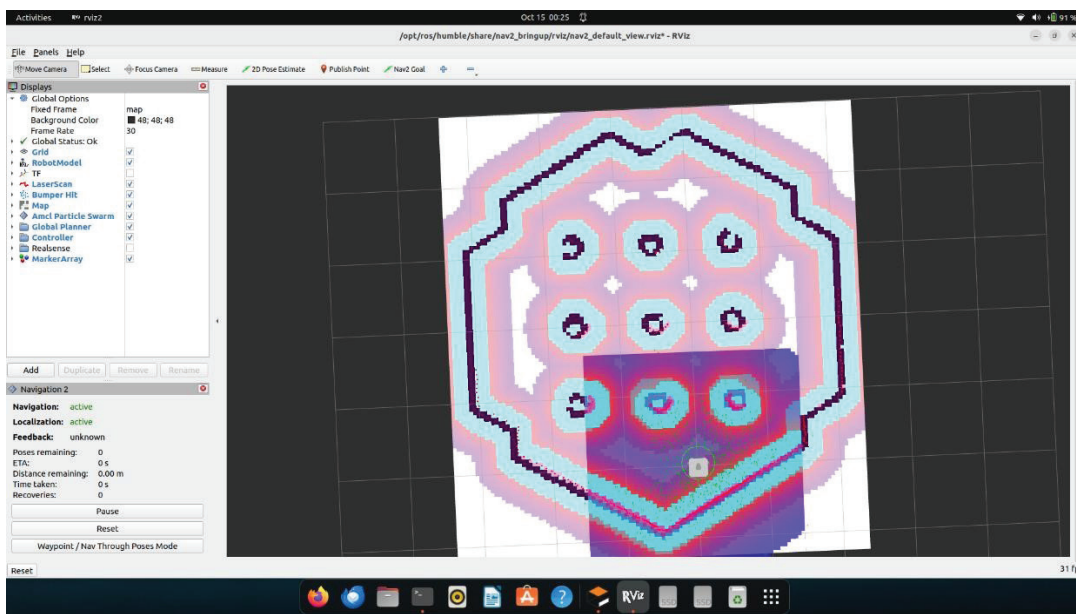 Activities rviz2 Oct 15 00:25 91 %
/opt/ros/humble/share/nav2_bringup/rviz/nav2_default_view.rviz* - RViz
File Panels Help
Move Camera Select Focus Camera Measure 2D Pose Estimate Publish Point Nav2 Goal
Displays
Global Options
Fixed Frame map
Background Color 48; 48; 48
Frame Rate 30
Global Status: Ok
Grid
RobotModel
TF
LaserScan
Bumper Hit
Map
Amcl Particle Swarm
Global Planner
Controller
Realsense
MarkerArray
Add Duplicate Remove Rename
Navigation 2
Navigation: active
Localization: active
Feedback: unknown
Poses remaining: 0
ETA: 0 s
Distance remaining: 0.00 m
Time taken: 0 s
Recoveries: 0
Pause
Reset
Waypoint / Nav Through Poses Mode
Reset 31 fp
RViz SSD SSD